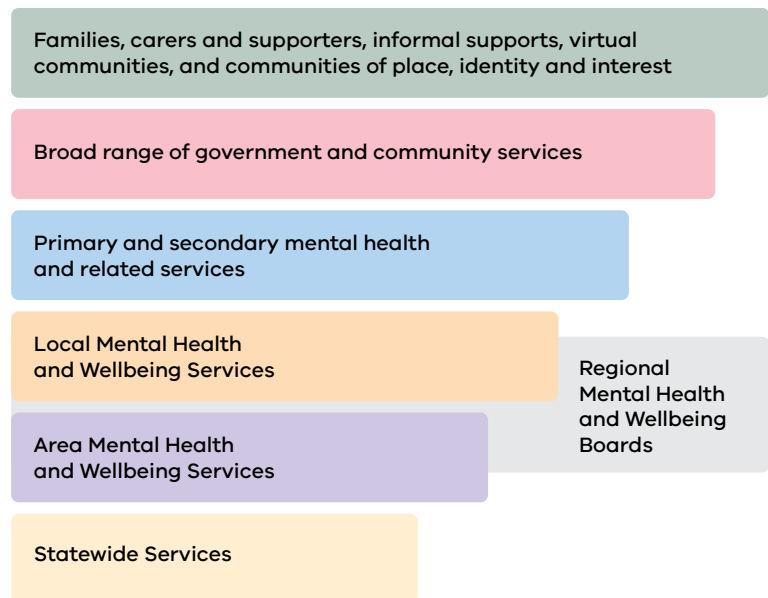 Families, carers and supporters, informal supports, virtual
communities, and communities of place, identity and interest
Broad range of government and community services
Primary and secondary mental health
and related services
Local Mental Health
and Wellbeing Services
Regional
Mental Health
and Wellbeing
Boards
Area Mental Health
and Wellbeing Services
Statewide Services